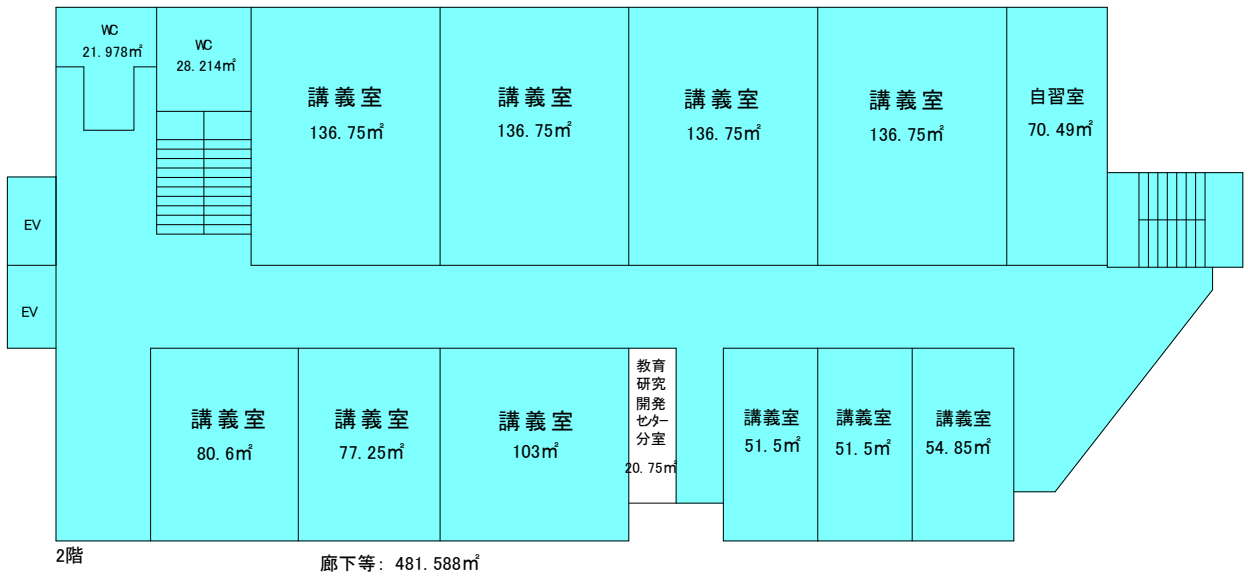 WC
21.978㎡
WC
28.214㎡
講義室
136.75㎡
講義室
136.75㎡
講義室
136.75㎡
講義室
136.75㎡
自習室
70.49㎡
EV
EV
講義室
80.6㎡
講義室
77.25㎡
講義室
103㎡
教育
研究
開発
センター
分室
20.75㎡
講義室
51.5㎡
講義室
51.5㎡
講義室
54.85㎡
2階
廊下等: 481.588㎡